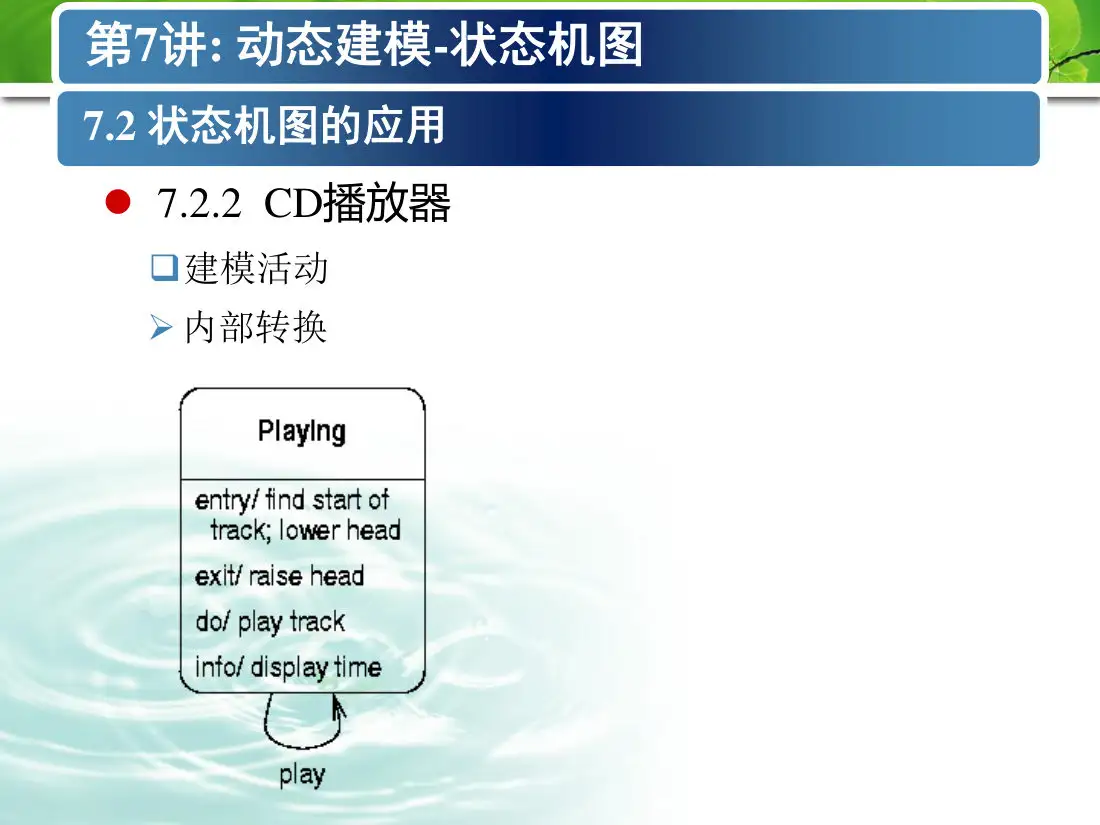 第7讲: 动态建模-状态机图
7.2 状态机图的应用
7.2.2 CD播放器
建模活动
内部转换
Playing
entry/ find start of
track; lower head
exit/ raise head
do/ play track
info/ display time
play